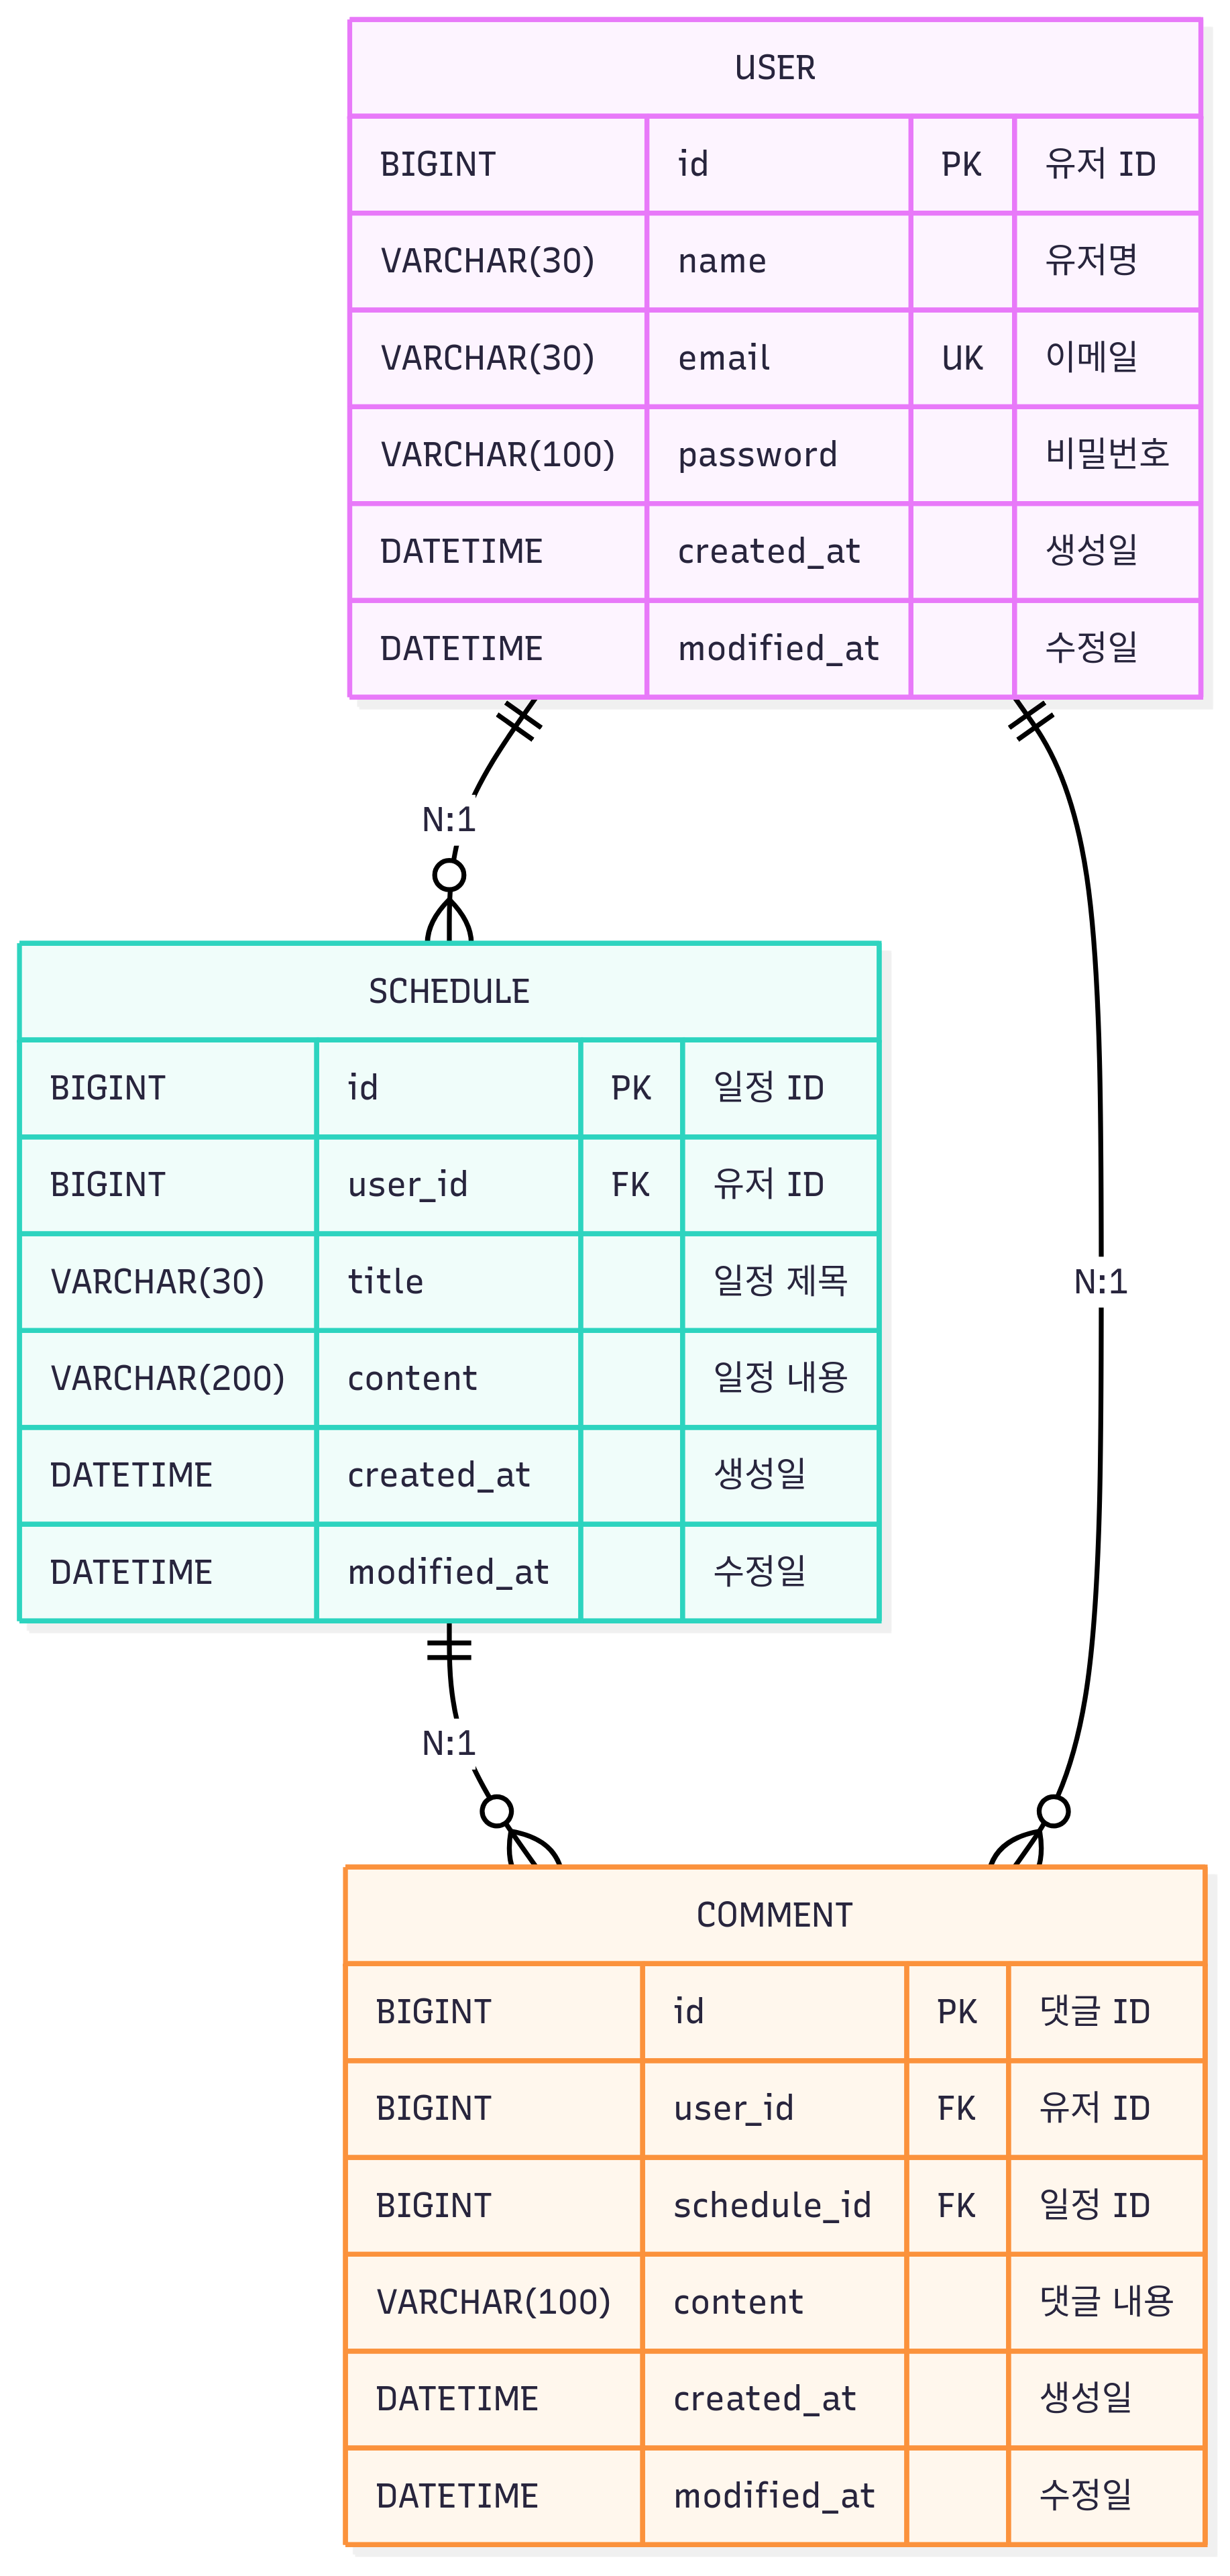 USER
BIGINT id PK 유저 ID
VARCHAR(30) name 유저명
VARCHAR(30) email UK 이메일
VARCHAR(100) password 비밀번호
DATETIME created_at 생성일
DATETIME modified_at 수정일
N:1
SCHEDULE
BIGINT id PK 일정 ID
BIGINT user_id FK 유저 ID
VARCHAR(30) title 일정 제목
N:1
VARCHAR(200) content 일정 내용
DATETIME created_at 생성일
DATETIME modified_at 수정일
N:1
COMMENT
BIGINT id PK 댓글 ID
BIGINT user_id FK 유저 ID
BIGINT schedule_id FK 일정 ID
VARCHAR(100) content 댓글 내용
DATETIME created_at 생성일
DATETIME modified_at 수정일